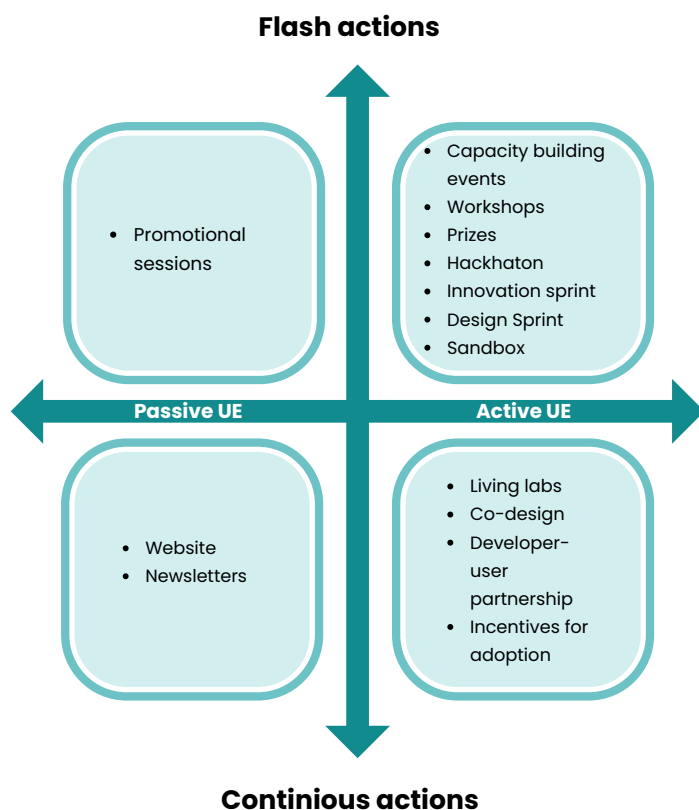 Flash actions
• Promotional
sessions
• Capacity building
events
• Workshops
• Prizes
• Hackhaton
• Innovation sprint
• Design Sprint
• Sandbox
Passive UE
Active UE
• Website
• Newsletters
• Living labs
• Co-design
• Developer-
user
partnership
• Incentives for
adoption
Continious actions